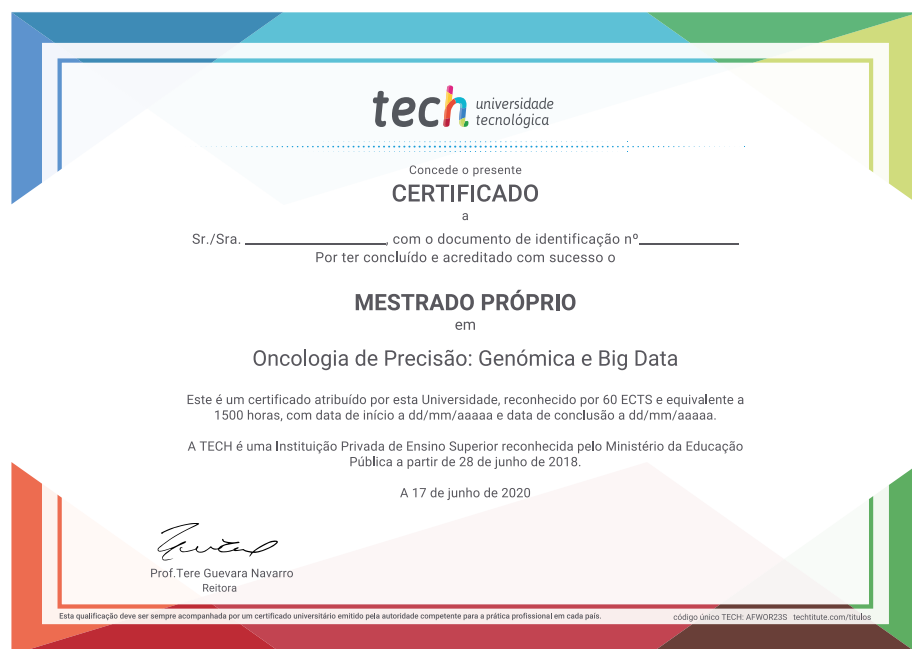 tech universidade
tecnológica
Concede o presente
CERTIFICADO
a
Sr./Sra. ________________, com o documento de identificação nº____________
Por ter concluído e acreditado com sucesso o
MESTRADO PRÓPRIO
em
Oncologia de Precisão: Genómica e Big Data
Este é um certificado atribuído por esta Universidade, reconhecido por 60 ECTS e equivalente a
1500 horas, com data de início a dd/mm/aaaaa e data de conclusão a dd/mm/aaaaa.
A TECH é uma Instituição Privada de Ensino Superior reconhecida pelo Ministério da Educação
Pública a partir de 28 de junho de 2018.
A 17 de junho de 2020
Prof.Tere Guevara Navarro
Reitora
Esta qualificação deve ser sempre acompanhada por um certificado universitário emitido pela autoridade competente para a prática profissional em cada país.
código único TECH: AFWOR23S techtitute.com/titulos